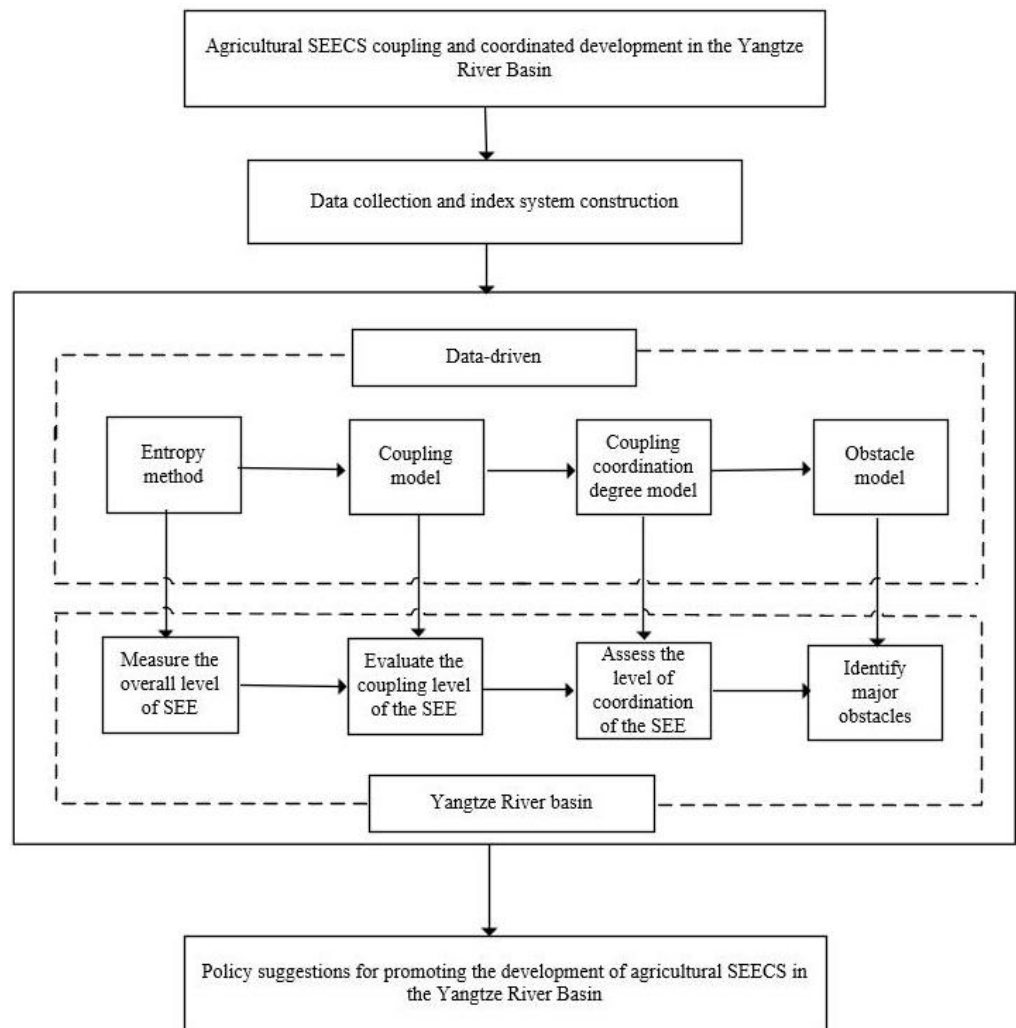 Agricultural SEECS coupling and coordinated development in the Yangtze
River Basin
Data collection and index system construction
Data-driven
Entropy
method
Coupling
model
Coupling
coordination
degree model
Obstacle
model
Measure the
overall level
of SEE
Evaluate the
coupling level
of the SEE
Assess the
level of
coordination
of the SEE
Identify
major
obstacles
Yangtze River basin
Policy suggestions for promoting the development of agricultural SEECS in
the Yangtze River Basin